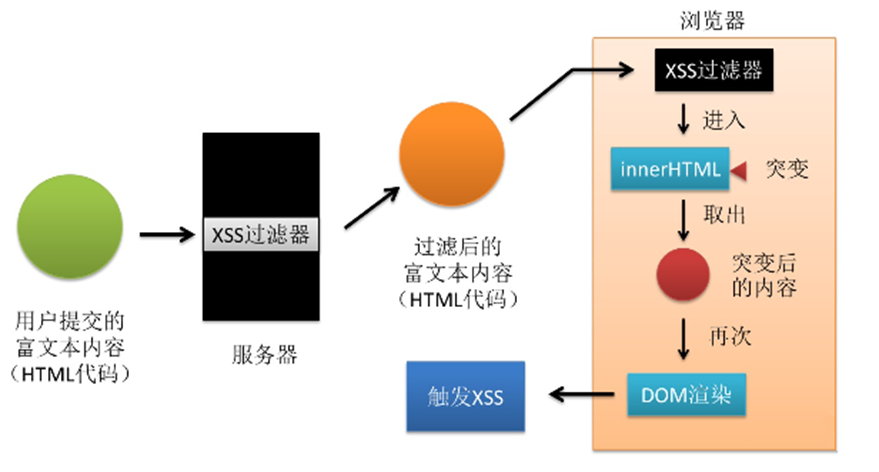 用户提交的
富文本内容
（HTML代码）
XSS过滤器
服务器
过滤后的
富文本内容
（HTML代码）
浏览器
XSS过滤器
进入
innerHTML
突变
取出
突变后
的内容
再次
DOM渲染
触发XSS